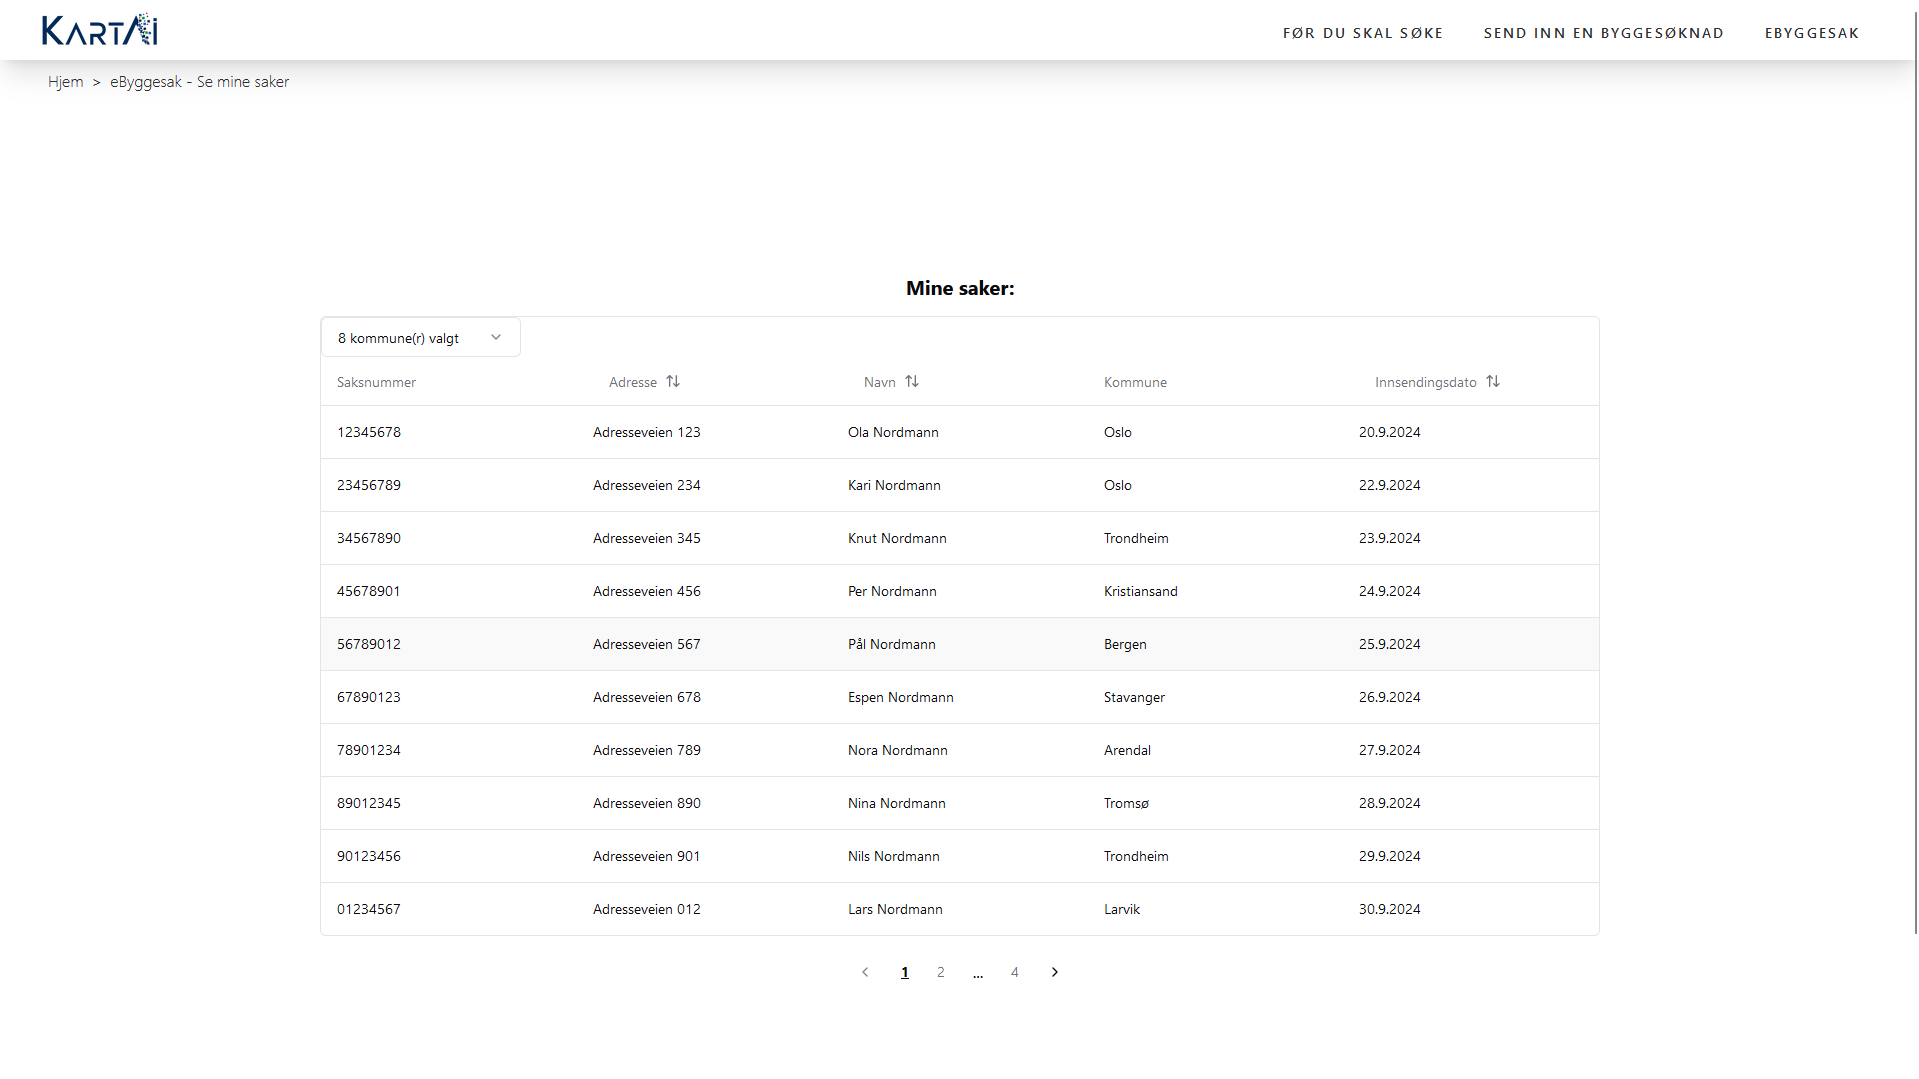 KartAi
FØR DU SKAL SØKE SEND INN EN BYGGESØKNAD EBYGGESAK
Hjem > eByggesak - Se mine saker
Mine saker:
8 kommune(r) valgt
Saksnummer Adresse Navn Kommune Innsendingsdato
12345678 Adresseveien 123 Ola Nordmann Oslo 20.9.2024
23456789 Adresseveien 234 Kari Nordmann Oslo 22.9.2024
34567890 Adresseveien 345 Knut Nordmann Trondheim 23.9.2024
45678901 Adresseveien 456 Per Nordmann Kristiansand 24.9.2024
56789012 Adresseveien 567 Pål Nordmann Bergen 25.9.2024
67890123 Adresseveien 678 Espen Nordmann Stavanger 26.9.2024
78901234 Adresseveien 789 Nora Nordmann Arendal 27.9.2024
89012345 Adresseveien 890 Nina Nordmann Tromsø 28.9.2024
90123456 Adresseveien 901 Nils Nordmann Trondheim 29.9.2024
01234567 Adresseveien 012 Lars Nordmann Larvik 30.9.2024
1 2 ... 4